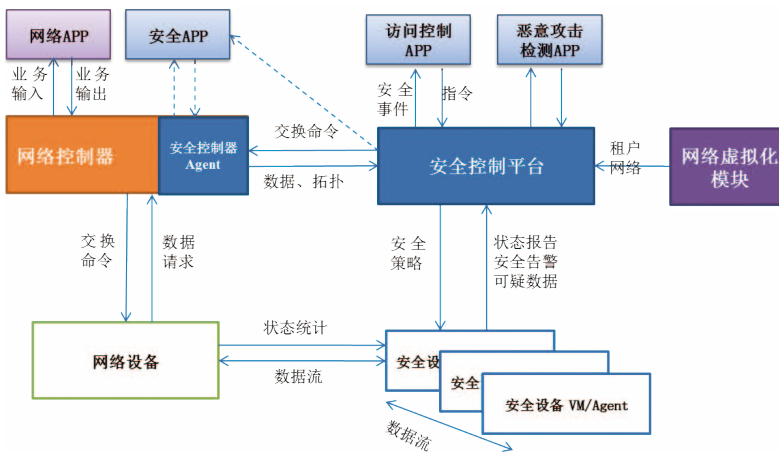 网络APP
安全APP
访问控制
APP
恶意攻击
检测APP
业务
输入
业务
输出
安全
事件
指令
网络控制器
安全控制器
Agent
交换命令
数据、拓扑
安全控制平台
租户
网络
网络虚拟化
模块
交换
命令
数据
请求
安全
策略
状态报告
安全告警
可疑数据
网络设备
状态统计
数据流
安全设
安全
安全设备 VM/Agent
数据流